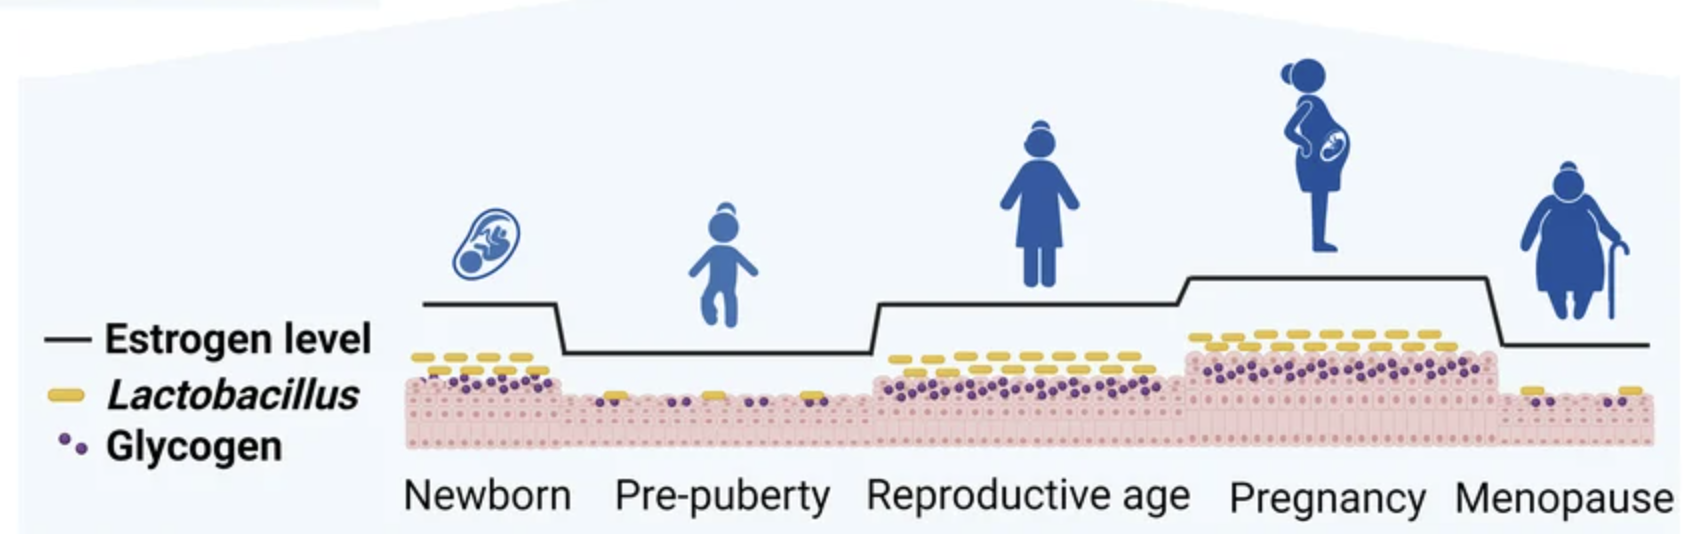 Estrogen level
Lactobacillus
Glycogen
Newborn
Pre-puberty
Reproductive age
Pregnancy
Menopause